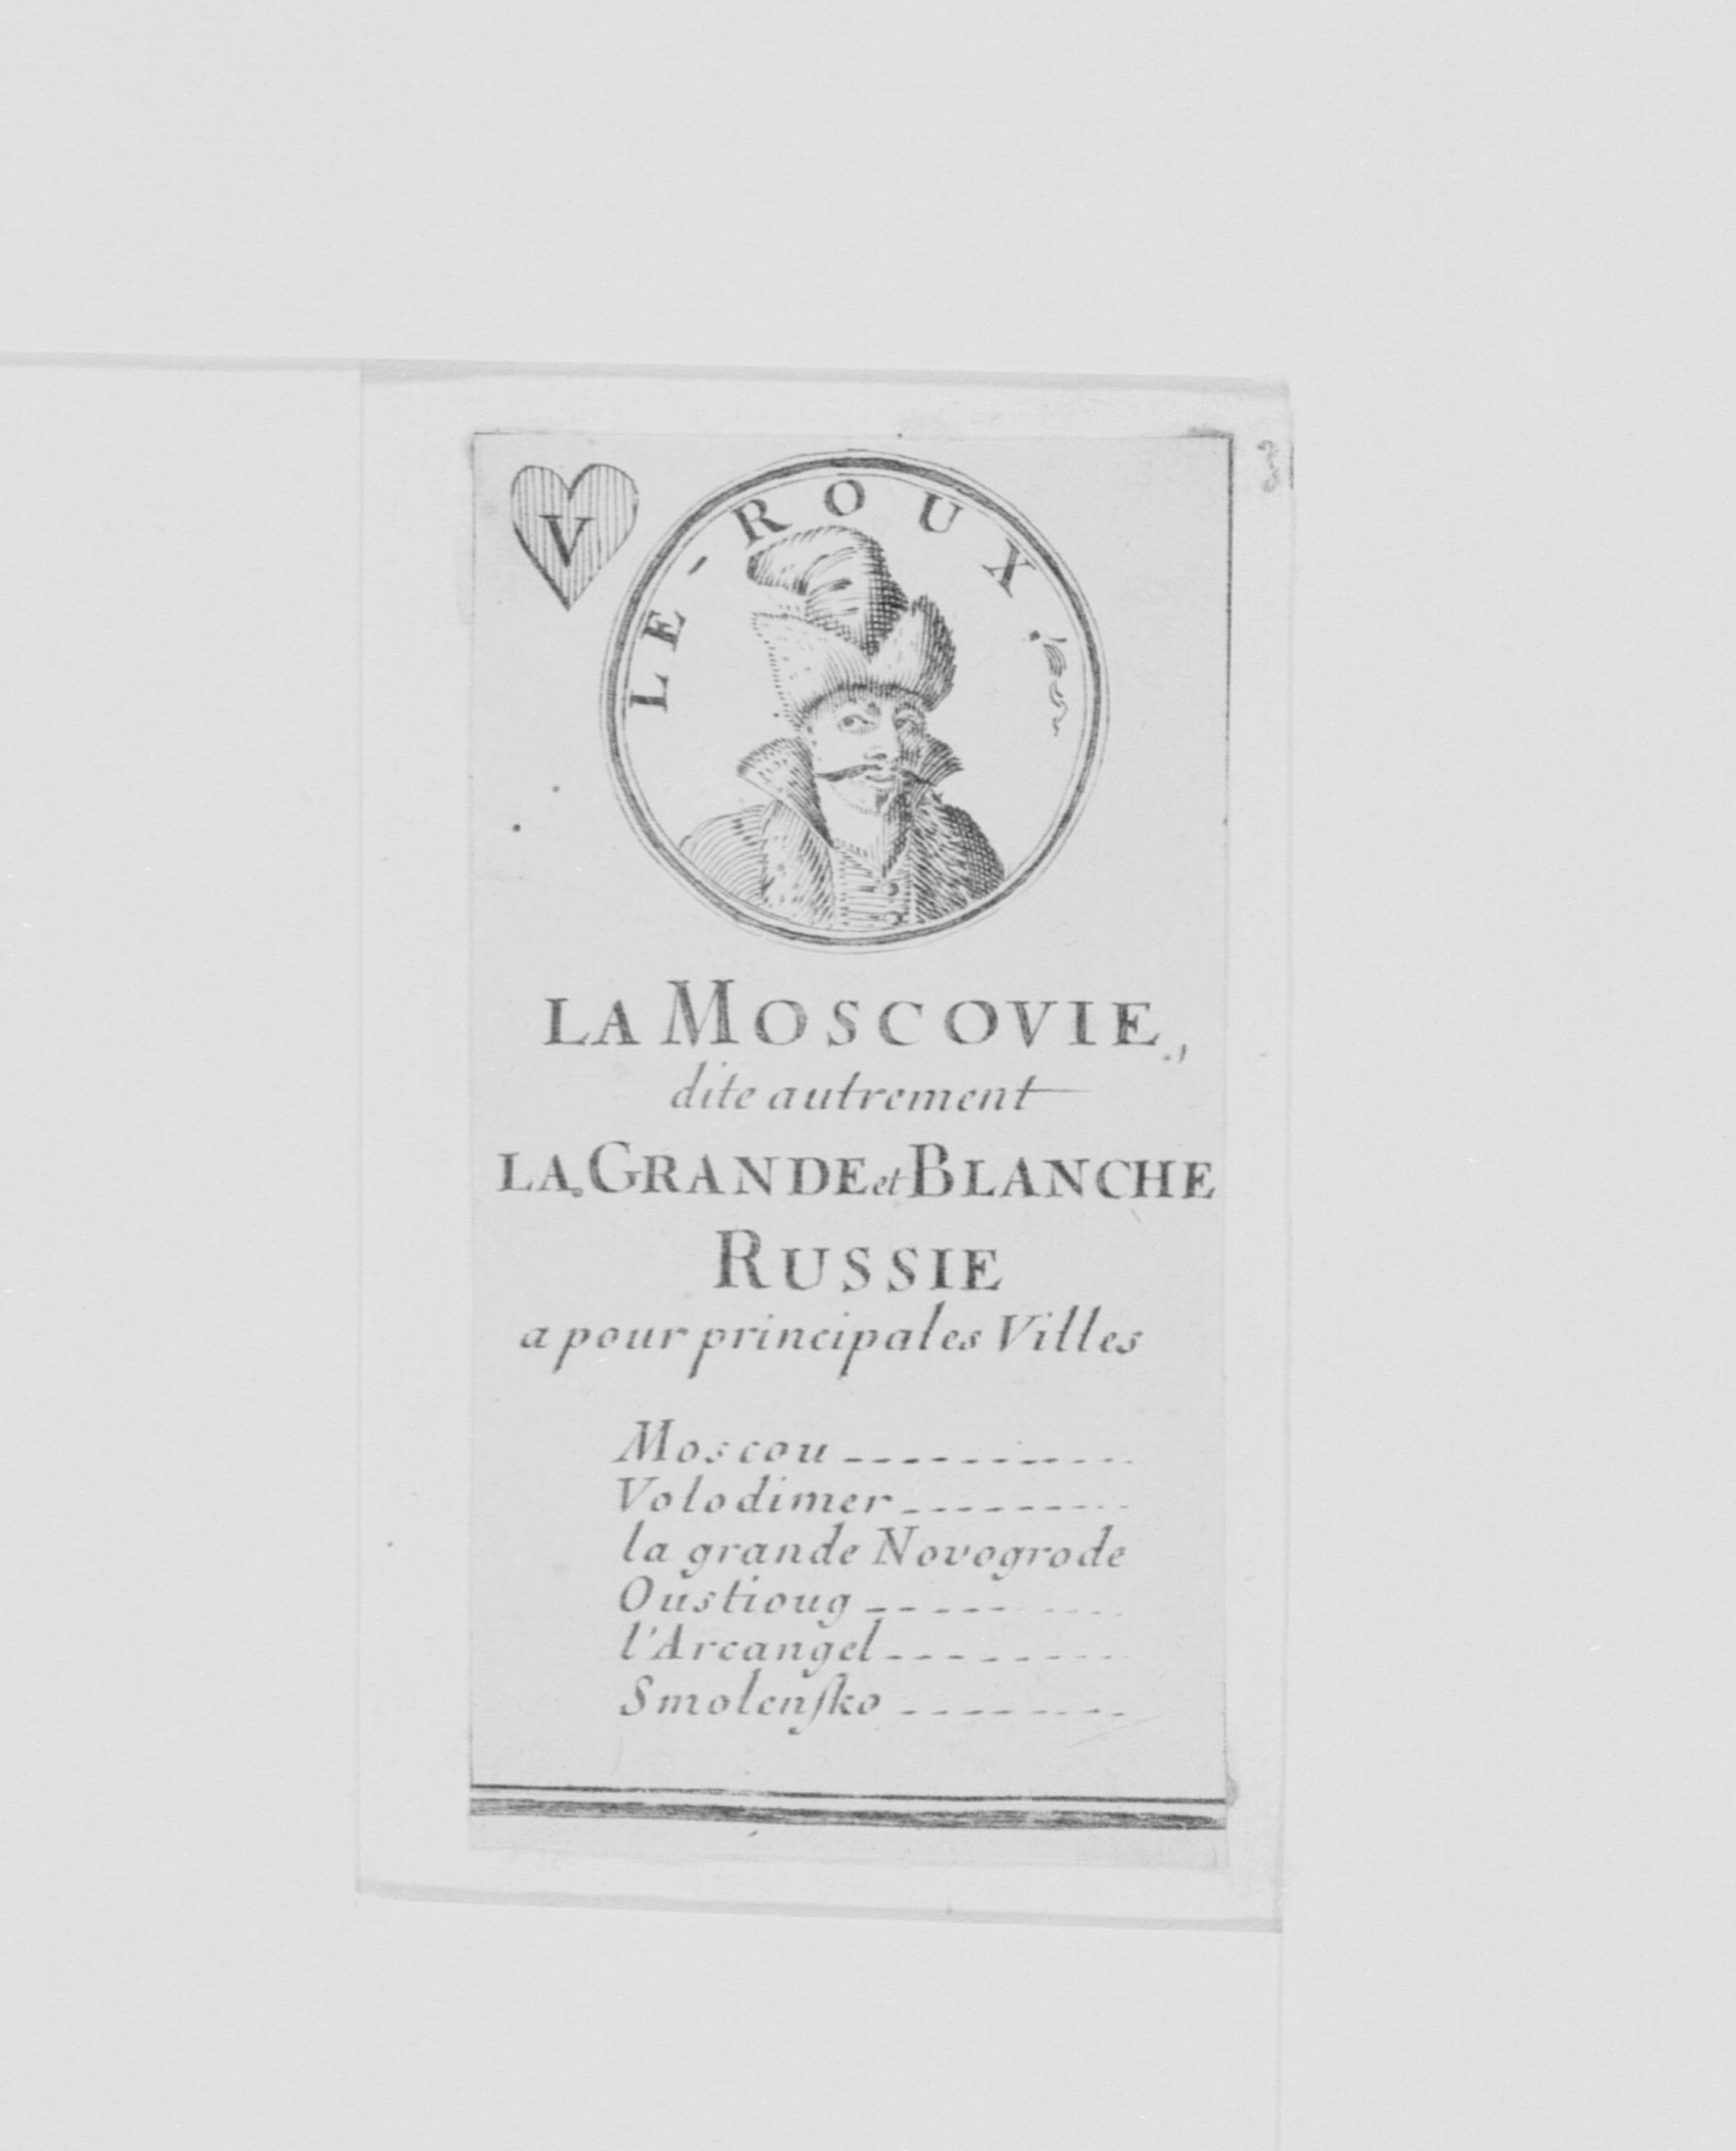 V
LE-ROUX
LA MOSCOVIE,
dite autrement
LA GRANDE et BLANCHE
RUSSIE
a pour principales Villes
Moscou
Volodimer
la grande Novogrode
Oustioug
l'Arcangel
Smolenſko